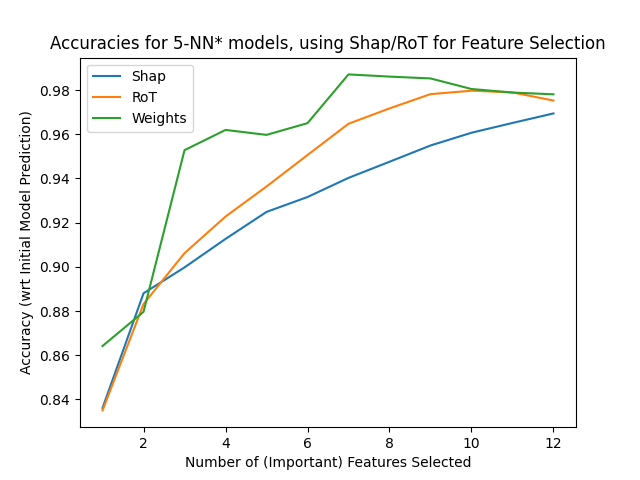 Accuracies for 5-NN* models, using Shap/RoT for Feature Selection
Shap
RoT
Weights
Accuracy (wrt Initial Model Prediction)
0.98
0.96
0.94
0.92
0.90
0.88
0.86
0.84
2
4
6
8
10
12
Number of (Important) Features Selected